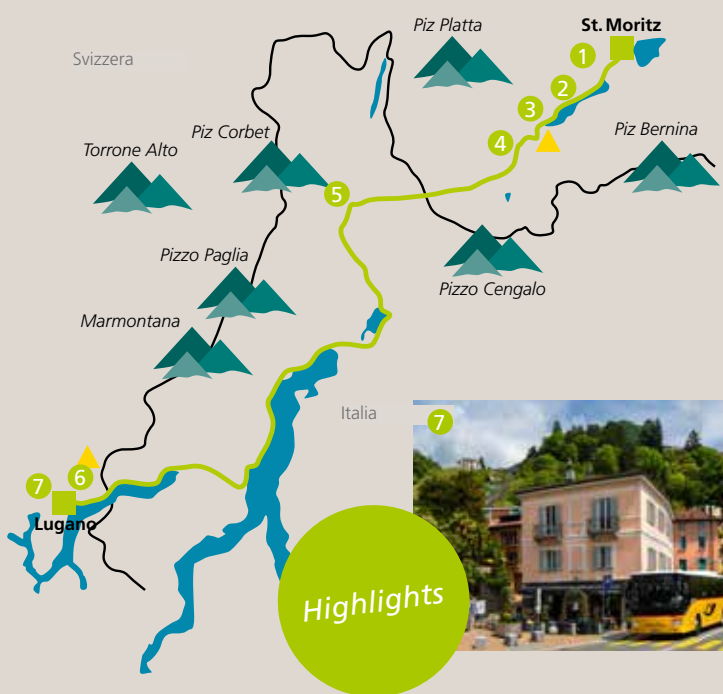 Piz Platta
St. Moritz
1
Svizzera
2
3
Piz Corbet
4
Piz Bernina
Torrone Alto
5
Pizzo Paglia
Pizzo Cengalo
Marmontana
Italia
7
6
7
Lugano
Highlights